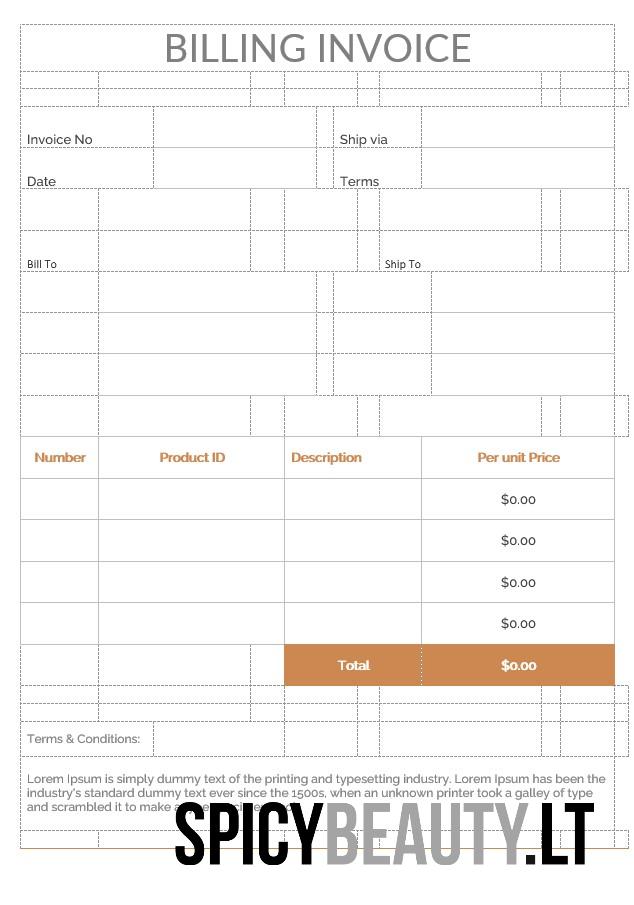 BILLING INVOICE
Invoice No
Ship via
Date
Terms
Bill To
Ship To
Number Product ID Description Per unit Price
$0.00
$0.00
$0.00
$0.00
Total $0.00
Terms & Conditions:
Lorem Ipsum is simply dummy text of the printing and typesetting industry. Lorem Ipsum has been the
industry's standard dummy text ever since the 1500s, when an unknown printer took a galley of type
and scrambled it to make a
SPICYBEAUTY.LT